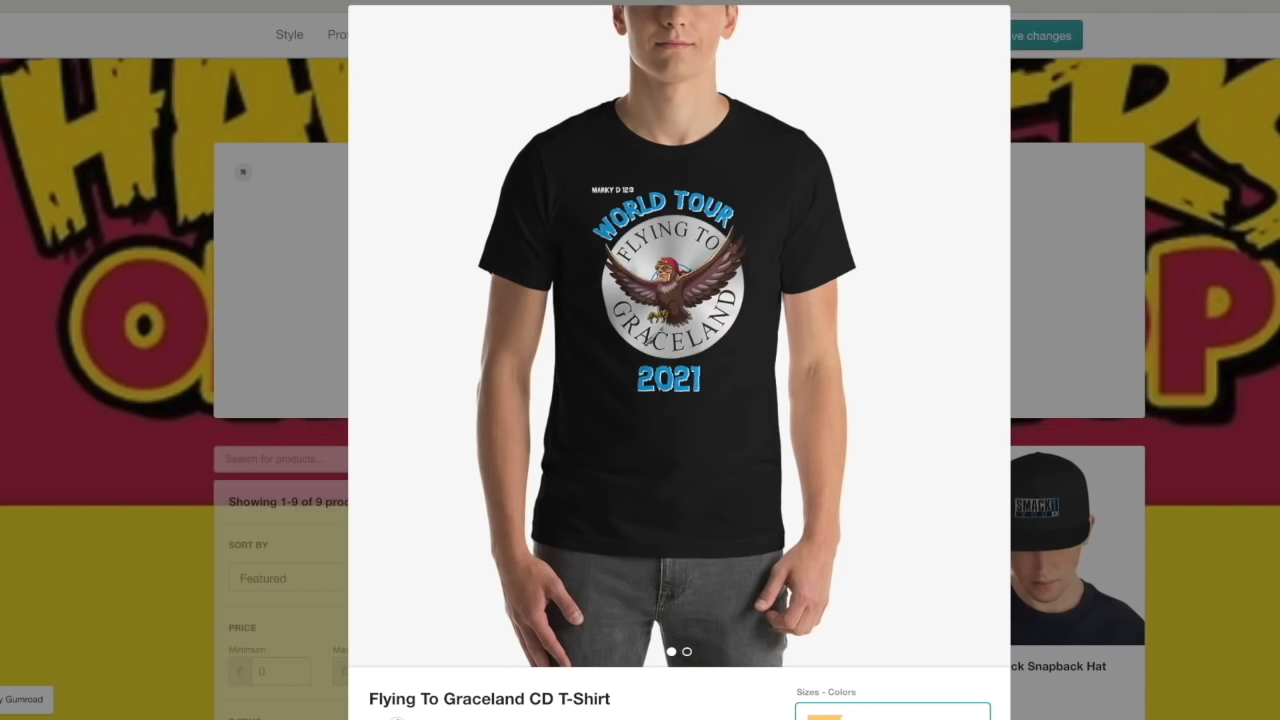 Style
ve changes
MARKY D 123
WORLD TOUR
FLYING TO
GRACELAND
2021
Search for products...
Showing 1-9 of 9 prod
SORT BY
Featured
PRICE
Minimum
Ma
£
0
£
SMACK
ck Snapback Hat
y Gumroad
Flying To Graceland CD T-Shirt
Sizes - Colors